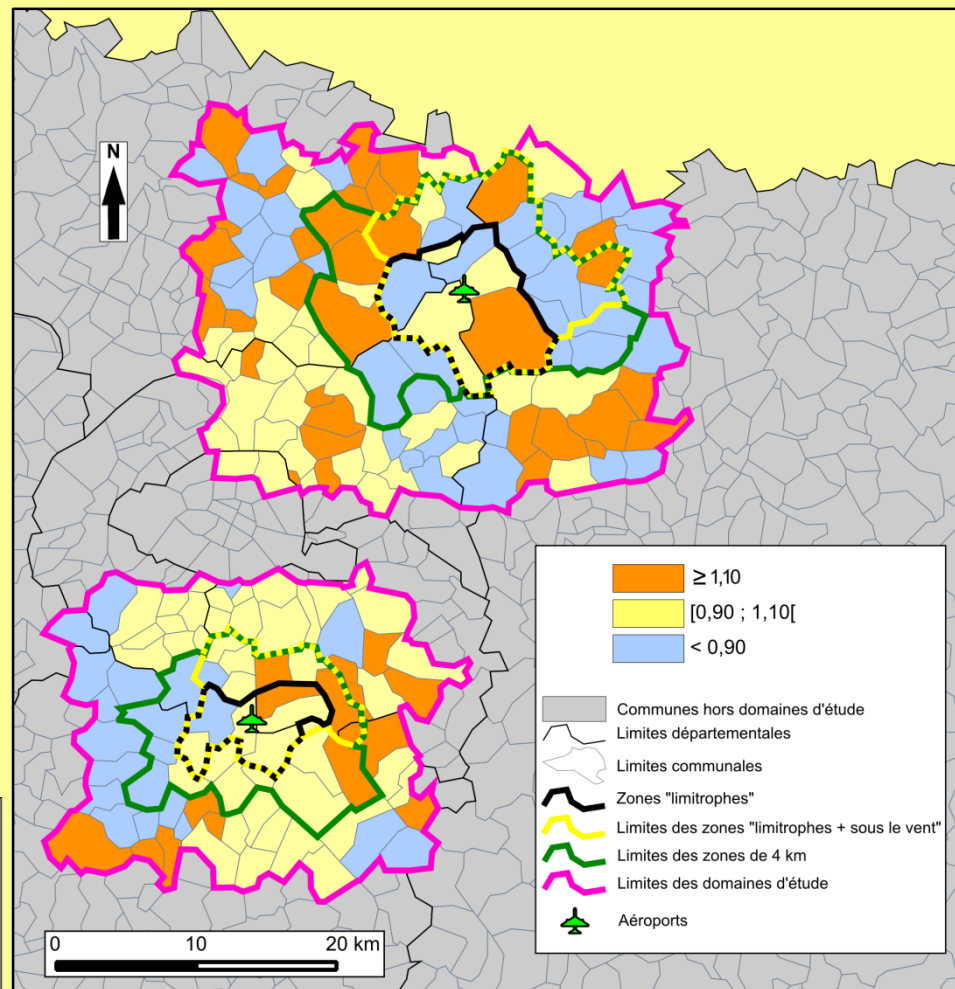 N
≥ 1,10
[0,90 ; 1,10[
< 0,90
Communes hors domaines d'étude
Limites départementales
Limites communales
Zones "limitrophes"
Limites des zones "limitrophes + sous le vent"
Limites des zones de 4 km
Limites des domaines d'étude
Aéroports
0 10 20 km